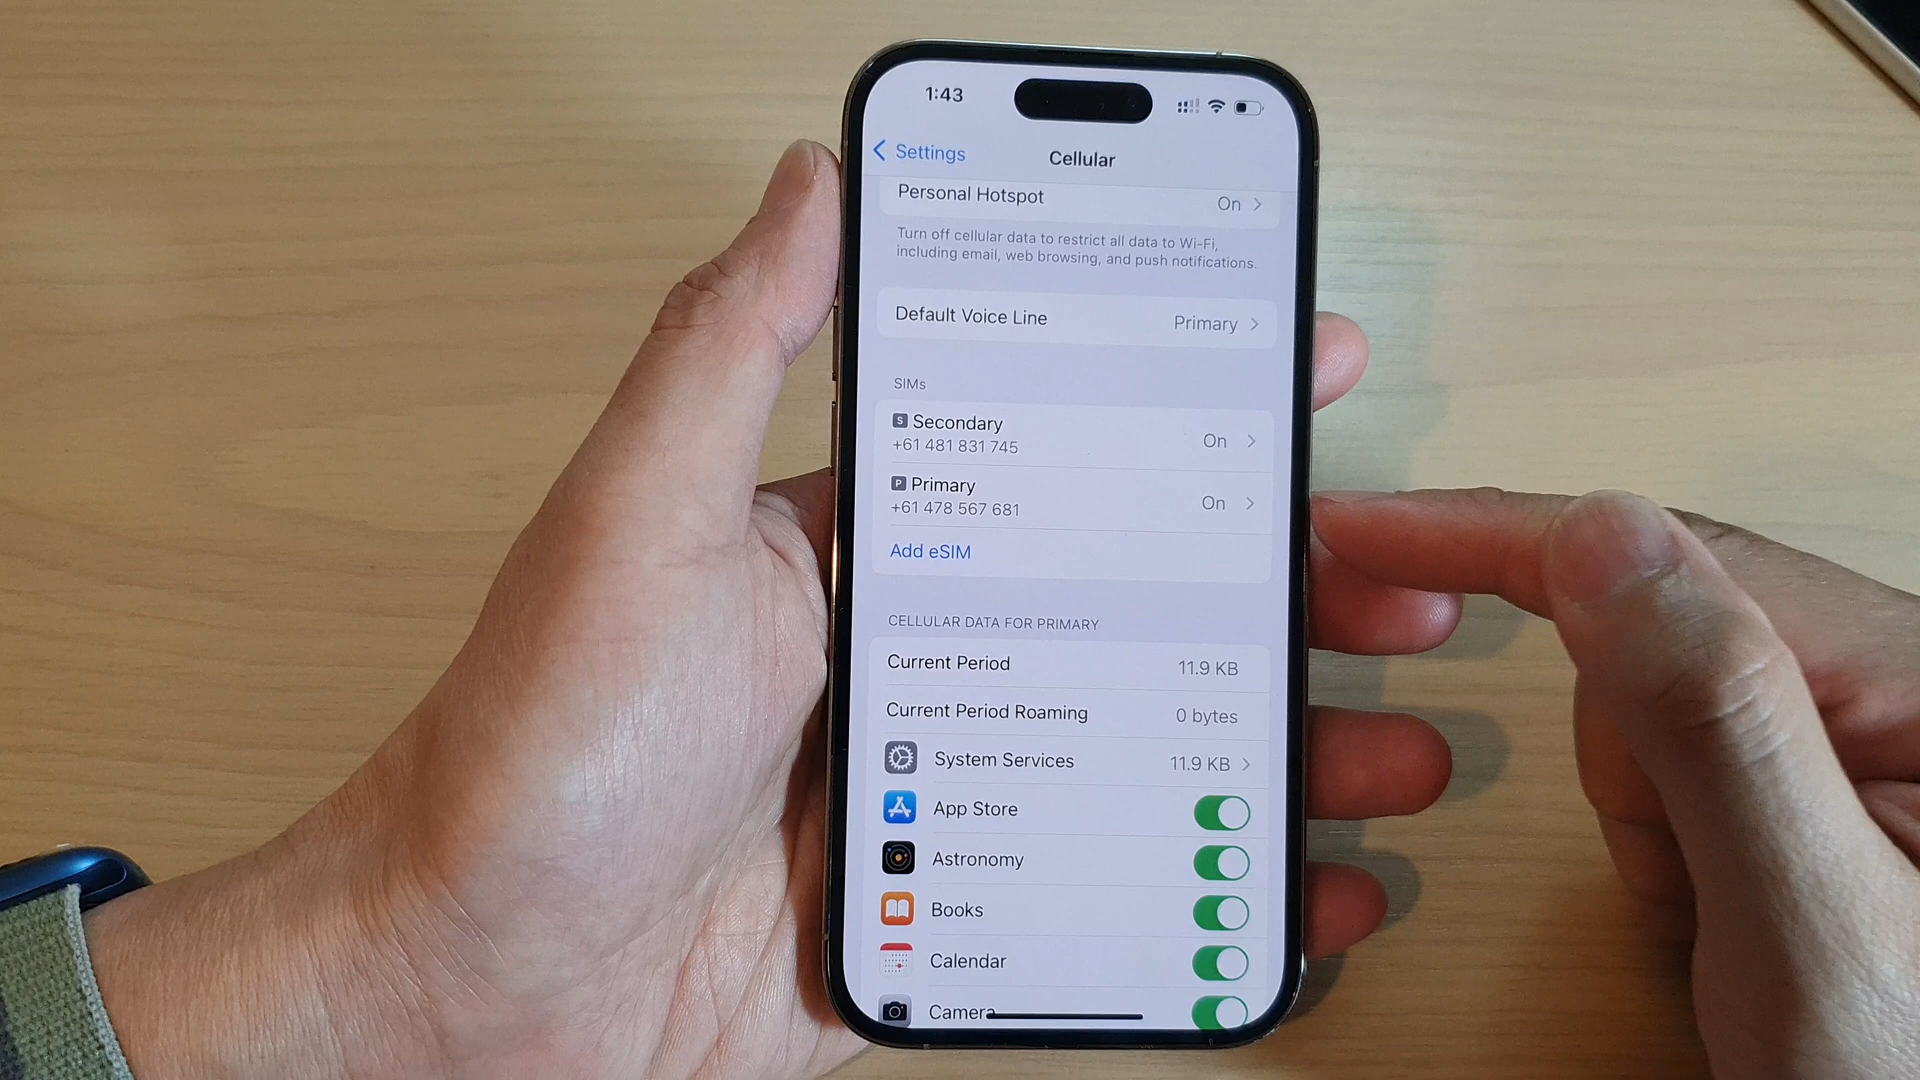 1:43
Settings
Cellular
Personal Hotspot On
Turn off cellular data to restrict all data to Wi-Fi,
including email, web browsing, and push notifications.
Default Voice Line Primary
SIMs
S Secondary
+61 481 831 745
On
P Primary
+61 478 567 681
On
Add eSIM
CELLULAR DATA FOR PRIMARY
Current Period 11.9 KB
Current Period Roaming 0 bytes
System Services 11.9 KB
App Store
Astronomy
Books
Calendar
Camera